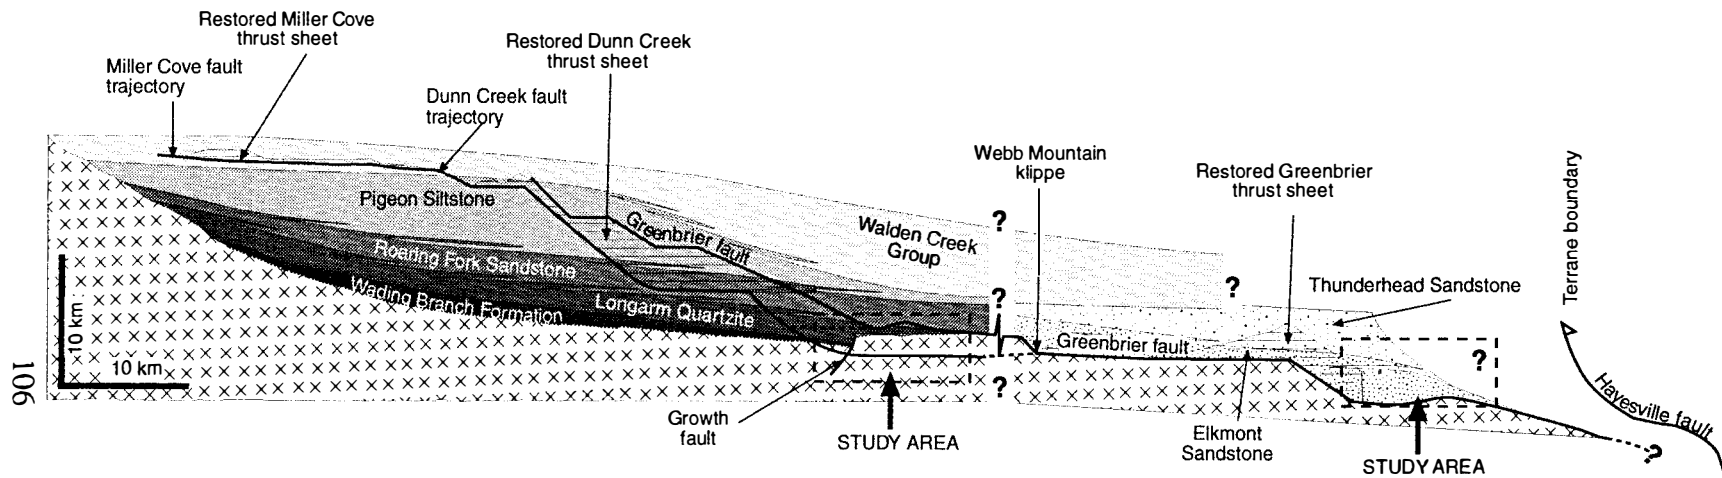 Restored Miller Cove
thrust sheet
Miller Cove fault
trajectory
Restored Dunn Creek
thrust sheet
Dunn Creek fault
trajectory
Webb Mountain
klippe
Restored Greenbrier
thrust sheet
Terrane boundary
Pigeon Siltstone
Greenbrier fault
Walden Creek
Group
?
?
?
?
Thunderhead Sandstone
Roaring Fork Sandstone
Wading Branch Formation
Longarm Quartzite
Greenbrier fault
?
10 km
10 km
Growth
fault
STUDY AREA
Elkmont
Sandstone
STUDY AREA
Hayesville fault
?
106